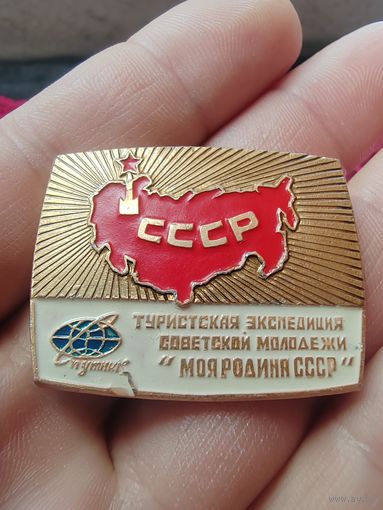 СССР
ТУРИСТСКАЯ ЭКСПЕДИЦИЯ
СОВЕТСКОЙ МОЛОДЕЖИ
"МОЯ РОДИНА СССР"
Спутник